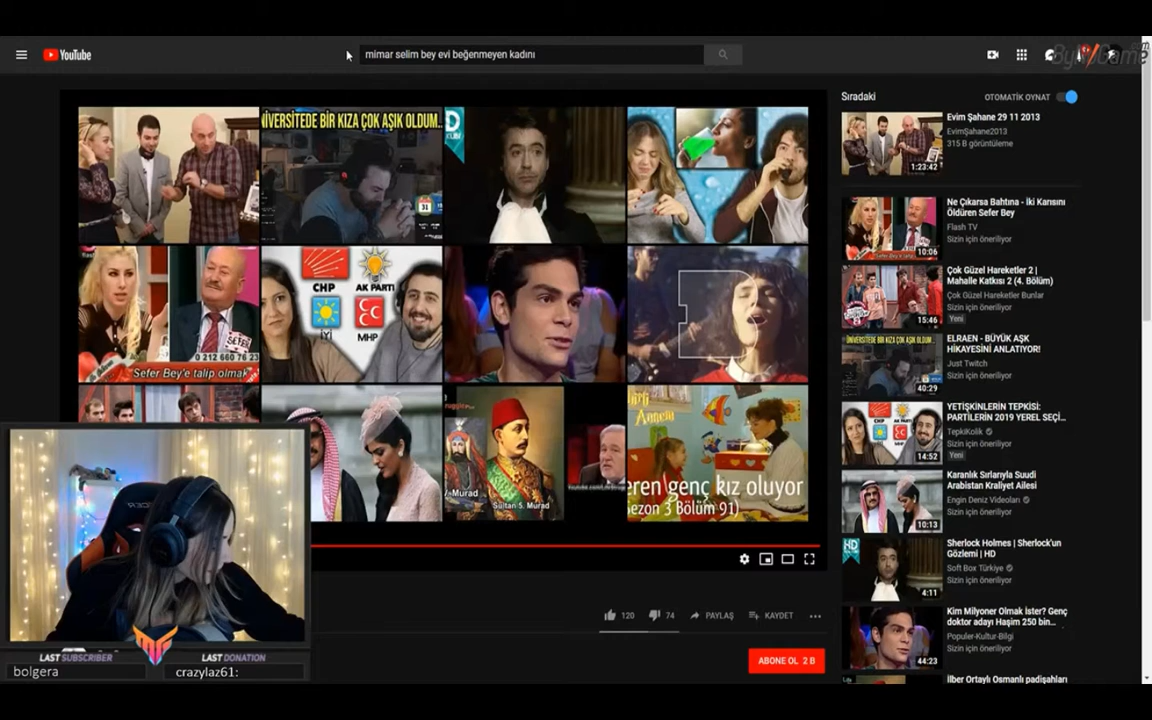 YouTube
mimar selim bey evi beğenmeyen kadını
ByNoGame
ÜNİVERSİTEDE BİR KIZA ÇOK AŞIK OLDUM..
31
CHP
AK PARTİ
İYİ
MHP
SEFER
0 212 660 76 23
Sefer Bey'e talip olmak
Murad
Sultan 5. Murad
eren genç kız oluyor
Sezon 3 Bölüm 91)
120
74
PAYLAŞ
KAYDET
ABONE OL 2 B
LAST SUBSCRIBER
LAST DONATION
bolgera
crazylaz61:
Sıradaki
OTOMATİK OYNAT
Evim Şahane 29 11 2013
EvimŞahane2013
315 B görüntüleme
1:23:42
Ne Çıkarsa Bahtına - İki Karısını
Öldüren Sefer Bey
Flash TV
Sizin için öneriliyor
10:06
Çok Güzel Hareketler 2 |
Mahalle Katkısı 2 (4. Bölüm)
Çok Güzel Hareketler Bunlar
Sizin için öneriliyor
Yeni
15:46
ELRAEN - BÜYÜK AŞK
HİKAYESİNİ ANLATIYOR!
Just Twitch
Sizin için öneriliyor
40:29
YETİŞKİNLERİN TEPKİSİ:
PARTİLERİN 2019 YEREL SEÇİ...
TepkiKolik
Sizin için öneriliyor
Yeni
14:52
Karanlık Sırlarıyla Suudi
Arabistan Kraliyet Ailesi
Engin Deniz Videoları
Sizin için öneriliyor
10:13
HD
Sherlock Holmes | Sherlock'un
Gözlemi | HD
Soft Box Türkiye
Sizin için öneriliyor
4:11
Kim Milyoner Olmak İster? Genç
doktor adayı Haşim 250 bin...
Populer-Kultur-Bilgi
Sizin için öneriliyor
44:23
İlber Ortaylı Osmanlı padişahları